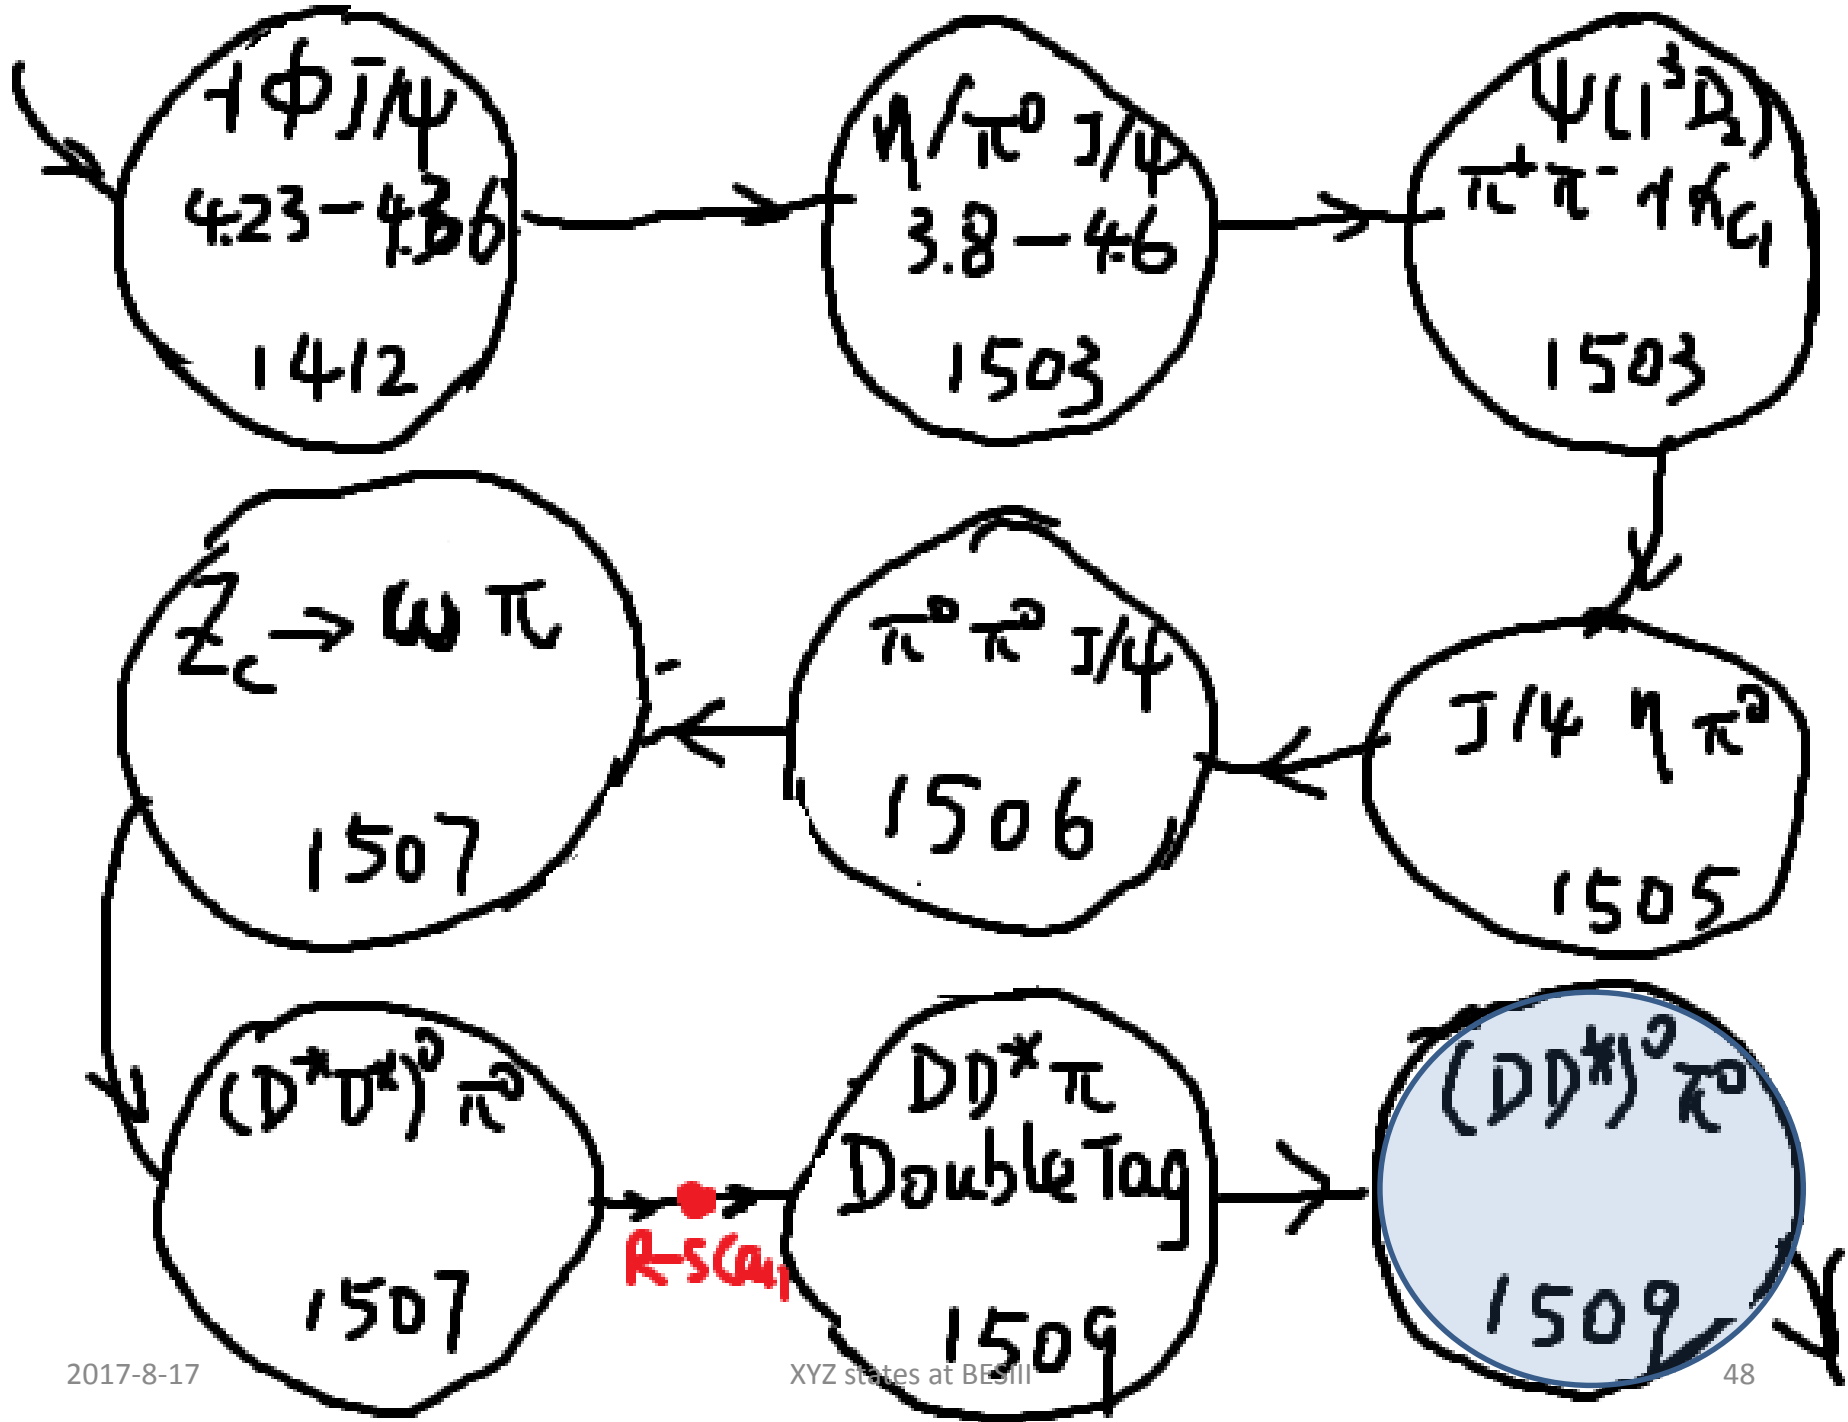 γΦJ/ψ
4.23-4.36
1412
η/π⁰ J/ψ
3.8-4.6
1503
ψ(1³D₂)
π⁺π⁻γχc1
1503
J/ψ η π⁰
1505
π⁰π⁰J/ψ
1506
Zc→ωπ
1507
(D*D*)⁰π⁰
1507
R-scan
DD*π
Double Tag
1509
(DD*)⁰π⁰
1509
2017-8-17
XYZ states at BESIII
48